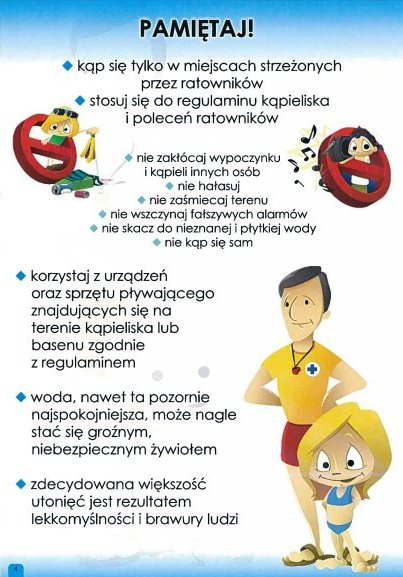 PAMIĘTAJ!
◆ kąp się tylko w miejscach strzeżonych
przez ratowników
◆ stosuj się do regulaminu kąpieliska
i poleceń ratowników
◆ nie zakłócaj wypoczynku
i kąpieli innych osób
◆ nie hałasuj
◆ nie zaśmiecaj terenu
◆ nie wszczynaj fałszywych alarmów
◆ nie skacz do nieznanej i płytkiej wody
◆ nie kąp się sam
◆ korzystaj z urządzeń
oraz sprzętu pływającego
znajdujących się na
terenie kąpieliska lub
basenu zgodnie
z regulaminem
◆ woda, nawet ta pozornie
najspokojniejsza, może nagle
stać się groźnym,
niebezpiecznym żywiołem
◆ zdecydowana większość
utonięć jest rezultatem
lekkomyślności i brawury ludzi
4